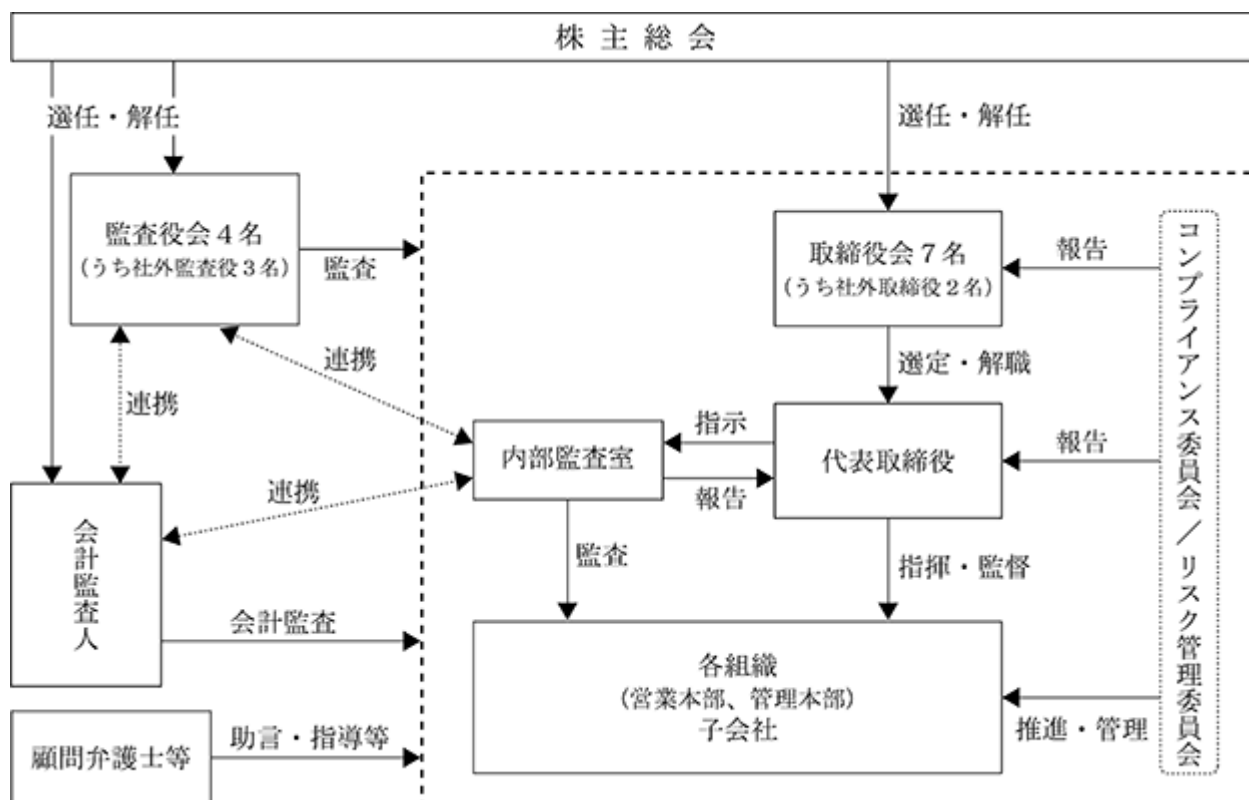 株主総会
選任・解任
選任・解任
監査役会4名
(うち社外監査役3名)
監査
取締役会7名
(うち社外取締役2名)
報告
コンプライアンス委員会/リスク管理委員会
連携
連携
選定・解職
内部監査室
指示
報告
代表取締役
報告
連携
会計監査人
監査
指揮・監督
会計監査
各組織
(営業本部、管理本部)
子会社
推進・管理
顧問弁護士等
助言・指導等